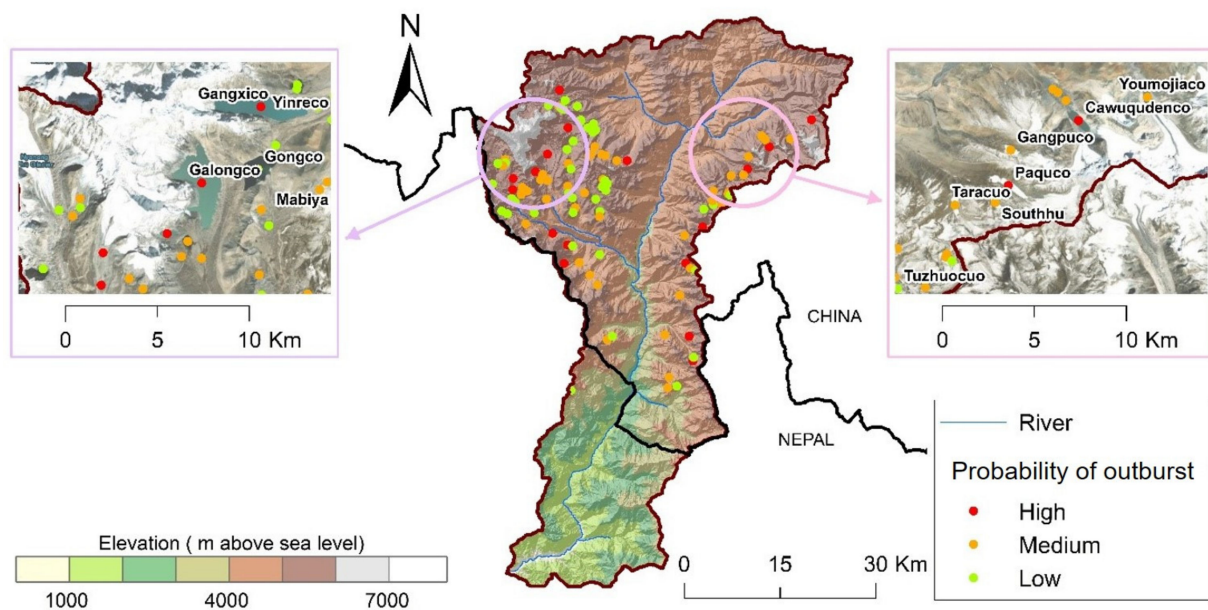 N
Gangxico
Yinreco
Gongco
Galongco
Mabiya
0 5 10 Km
Youmojiaco
Cawuqudenco
Gangpuco
Paquco
Taracuo
Southhu
Tuzhuocuo
0 5 10 Km
CHINA
NEPAL
River
Probability of outburst
High
Medium
Low
Elevation ( m above sea level)
1000 4000 7000
0 15 30 Km